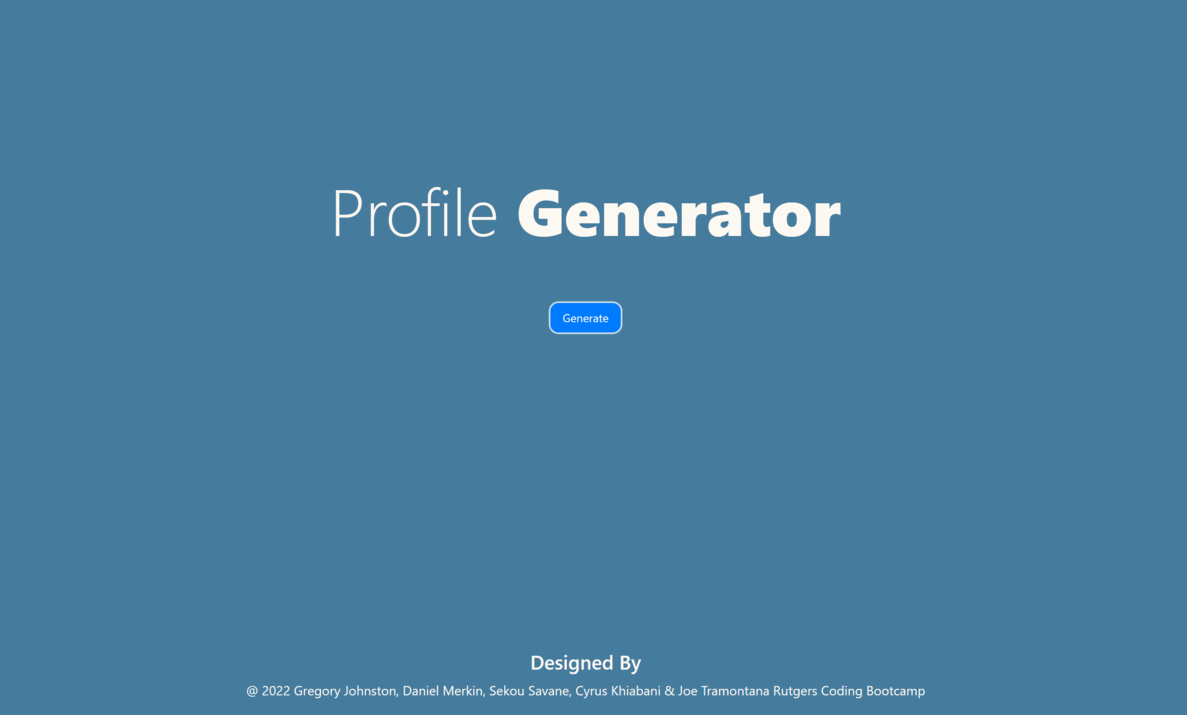 Profile Generator
Generate
Designed By
@ 2022 Gregory Johnston, Daniel Merkin, Sekou Savane, Cyrus Khiabani & Joe Tramontana Rutgers Coding Bootcamp